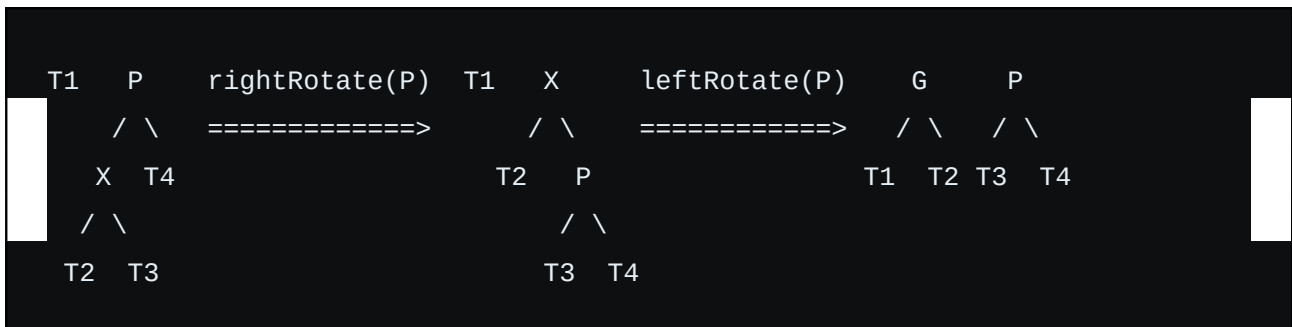 T1 P rightRotate(P) T1 X leftRotate(P) G P
/ \ =============> / \ ============> / \ / \
X T4 T2 P T1 T2 T3 T4
/ \ / \
T2 T3 T3 T4